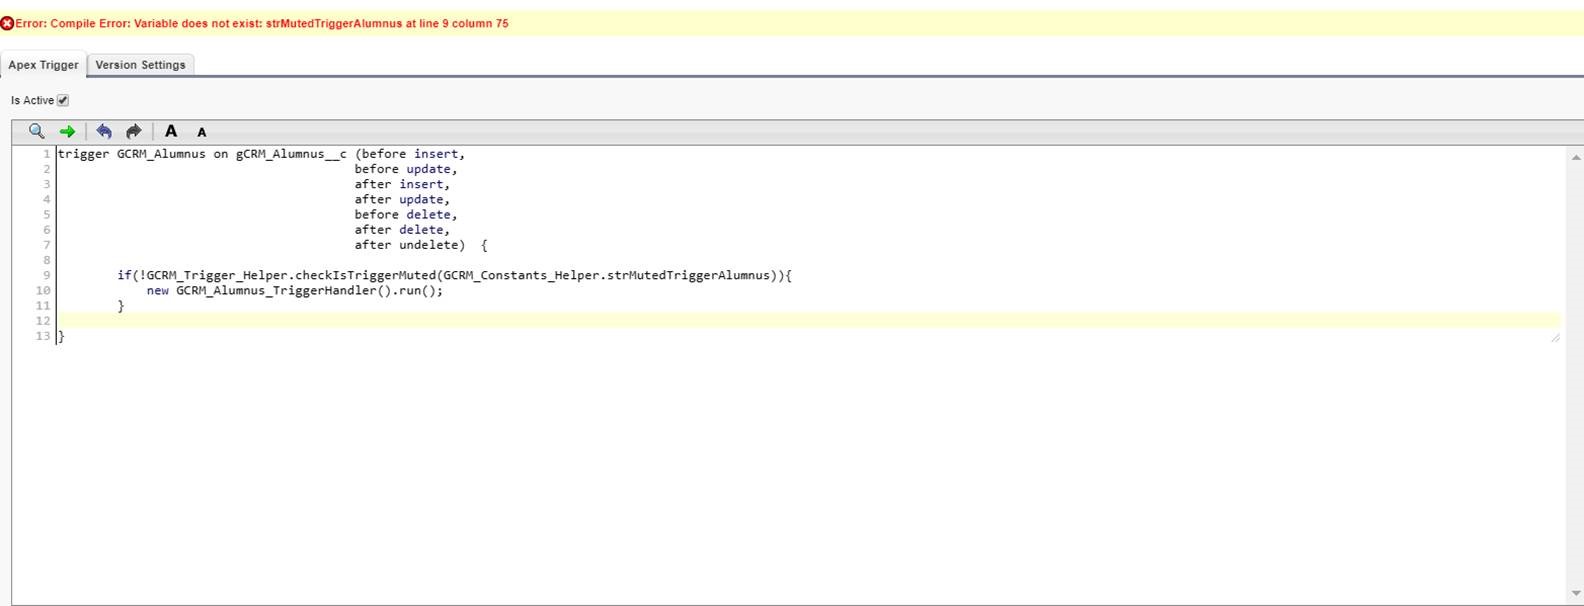 Error: Compile Error: Variable does not exist: strMutedTriggerAlumnus at line 9 column 75
Apex Trigger Version Settings
Is Active
A A
1 trigger GCRM_Alumnus on gCRM_Alumnus__c (before insert,
2 before update,
3 after insert,
4 after update,
5 before delete,
6 after delete,
7 after undelete) {
8
9 if(!GCRM_Trigger_Helper.checkIsTriggerMuted(GCRM_Constants_Helper.strMutedTriggerAlumnus)){
10 new GCRM_Alumnus_TriggerHandler().run();
11 }
12
13 }